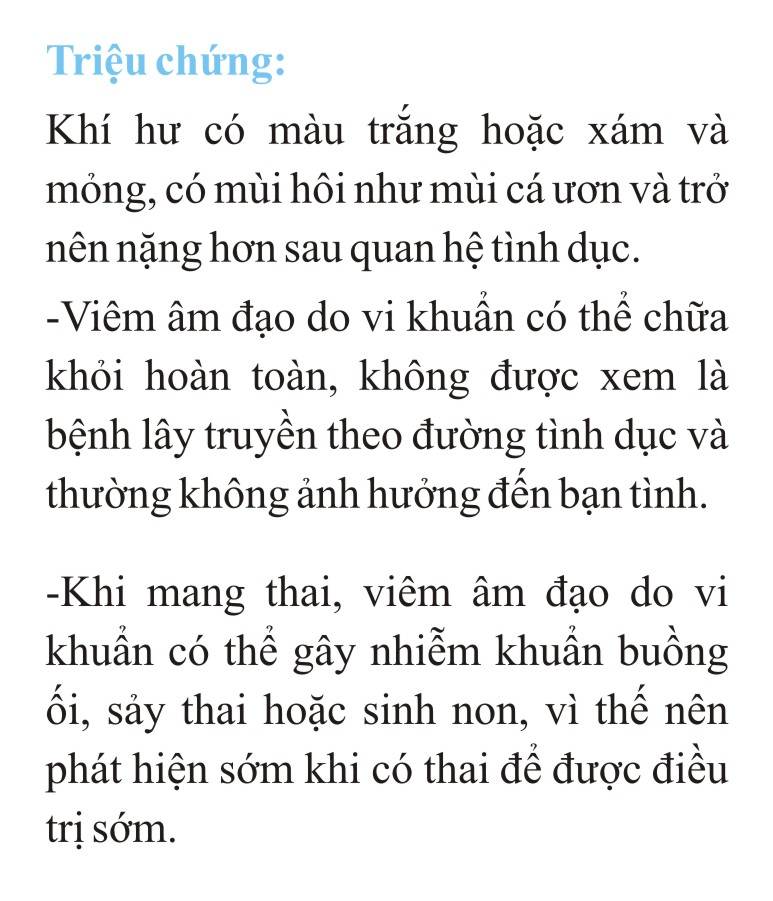 Triệu chứng:
Khí hư có màu trắng hoặc xám và
mỏng, có mùi hôi như mùi cá ươn và trở
nên nặng hơn sau quan hệ tình dục.
-Viêm âm đạo do vi khuẩn có thể chữa
khỏi hoàn toàn, không được xem là
bệnh lây truyền theo đường tình dục và
thường không ảnh hưởng đến bạn tình.
-Khi mang thai, viêm âm đạo do vi
khuẩn có thể gây nhiễm khuẩn buồng
ối, sảy thai hoặc sinh non, vì thế nên
phát hiện sớm khi có thai để được điều
trị sớm.